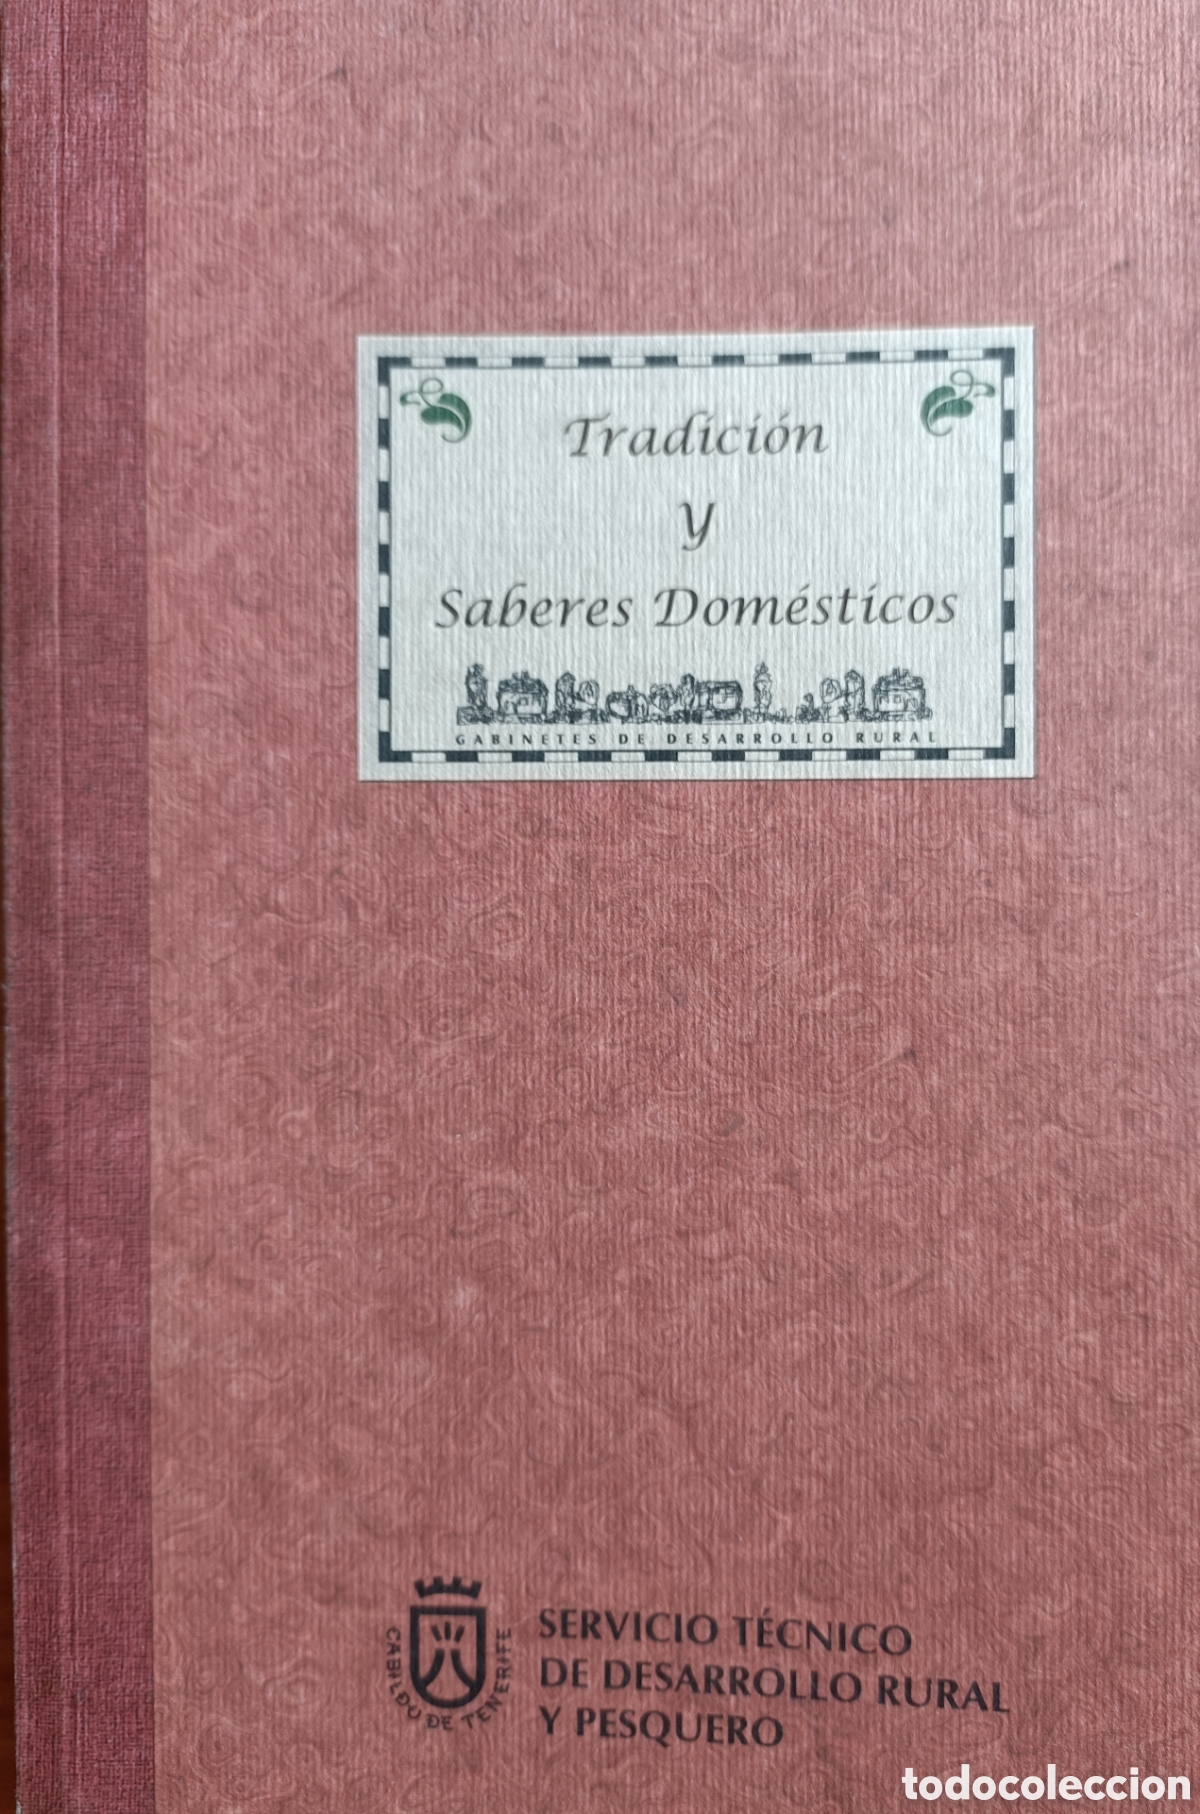 Tradición
y
Saberes Domésticos
GABINETES DE DESARROLLO RURAL
CABILDO DE TENERIFE
SERVICIO TÉCNICO
DE DESARROLLO RURAL
Y PESQUERO
todocoleccion